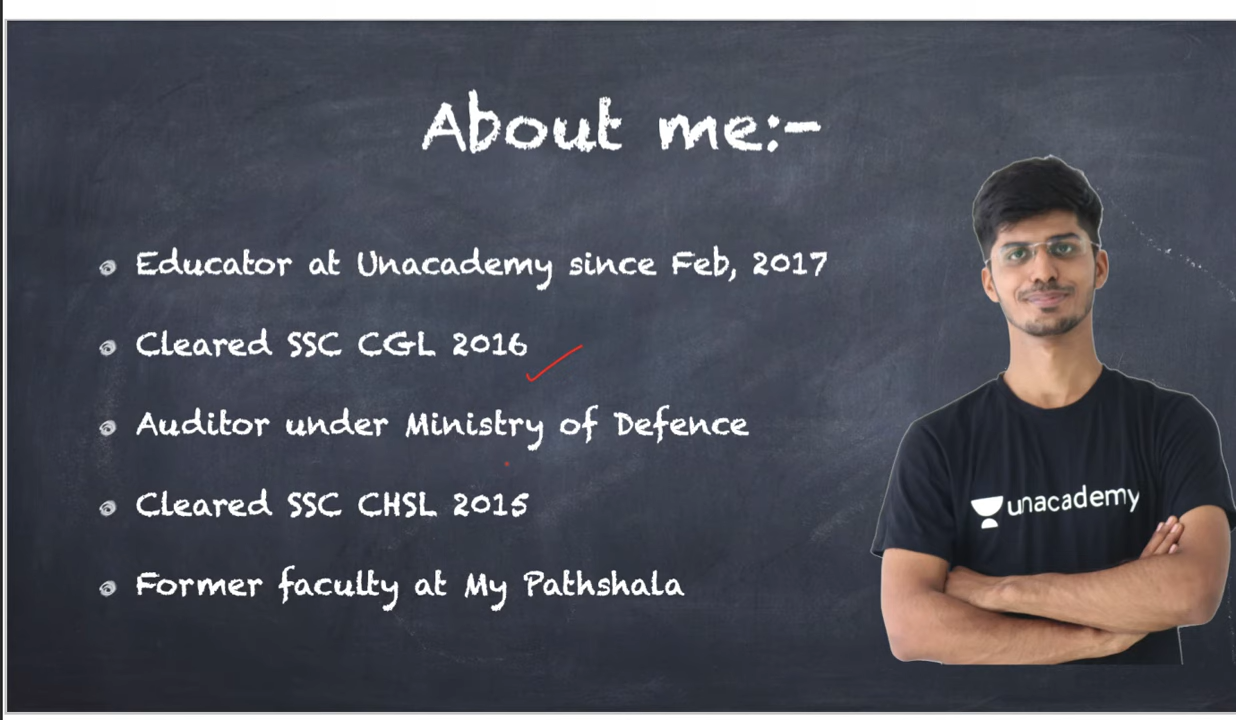 About me:-
Educator at Unacademy since Feb, 2017
Cleared SSC CGL 2016
Auditor under Ministry of Defence
Cleared SSC CHSL 2015
Former faculty at My Pathshala
unacademy